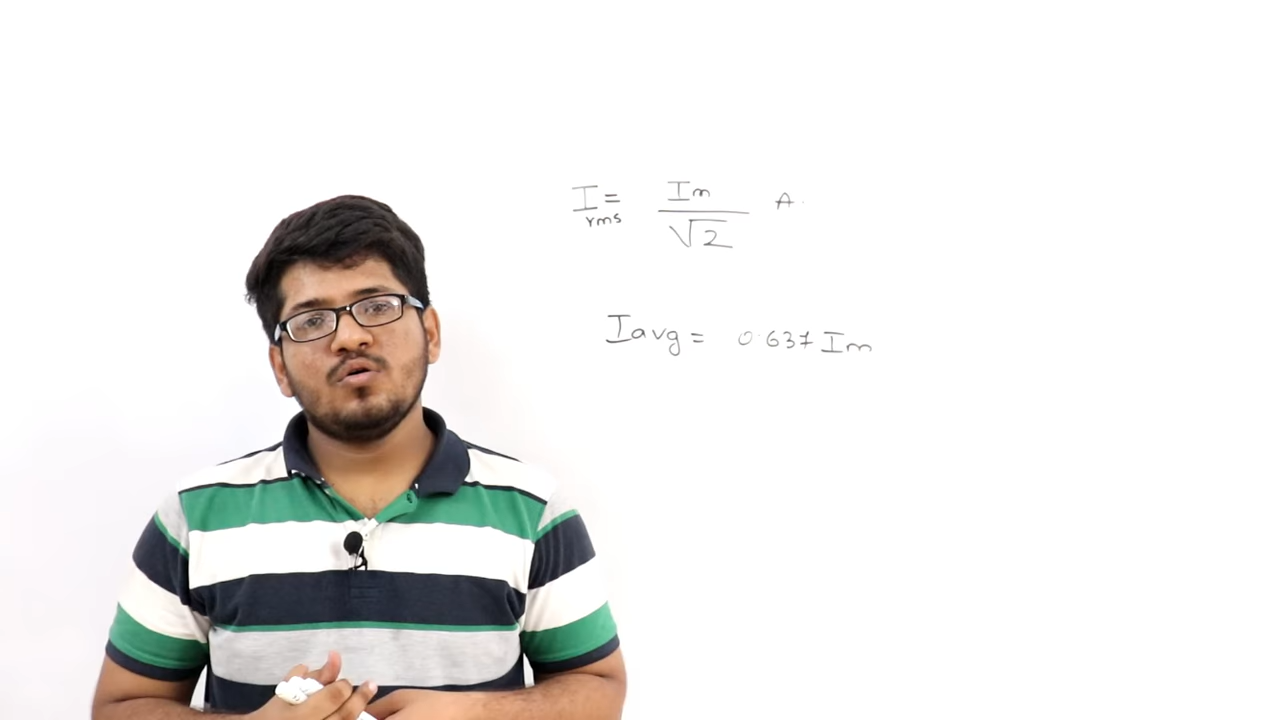 I rms = Im / √2 A.
Iavg = 0.637 Im